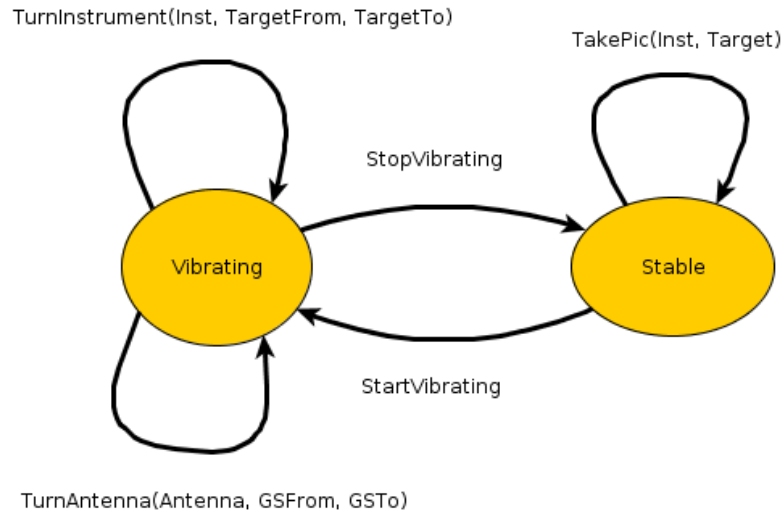 TurnInstrument(Inst, TargetFrom, TargetTo)
TakePic(Inst, Target)
StopVibrating
Vibrating
Stable
StartVibrating
TurnAntenna(Antenna, GSFrom, GSTo)